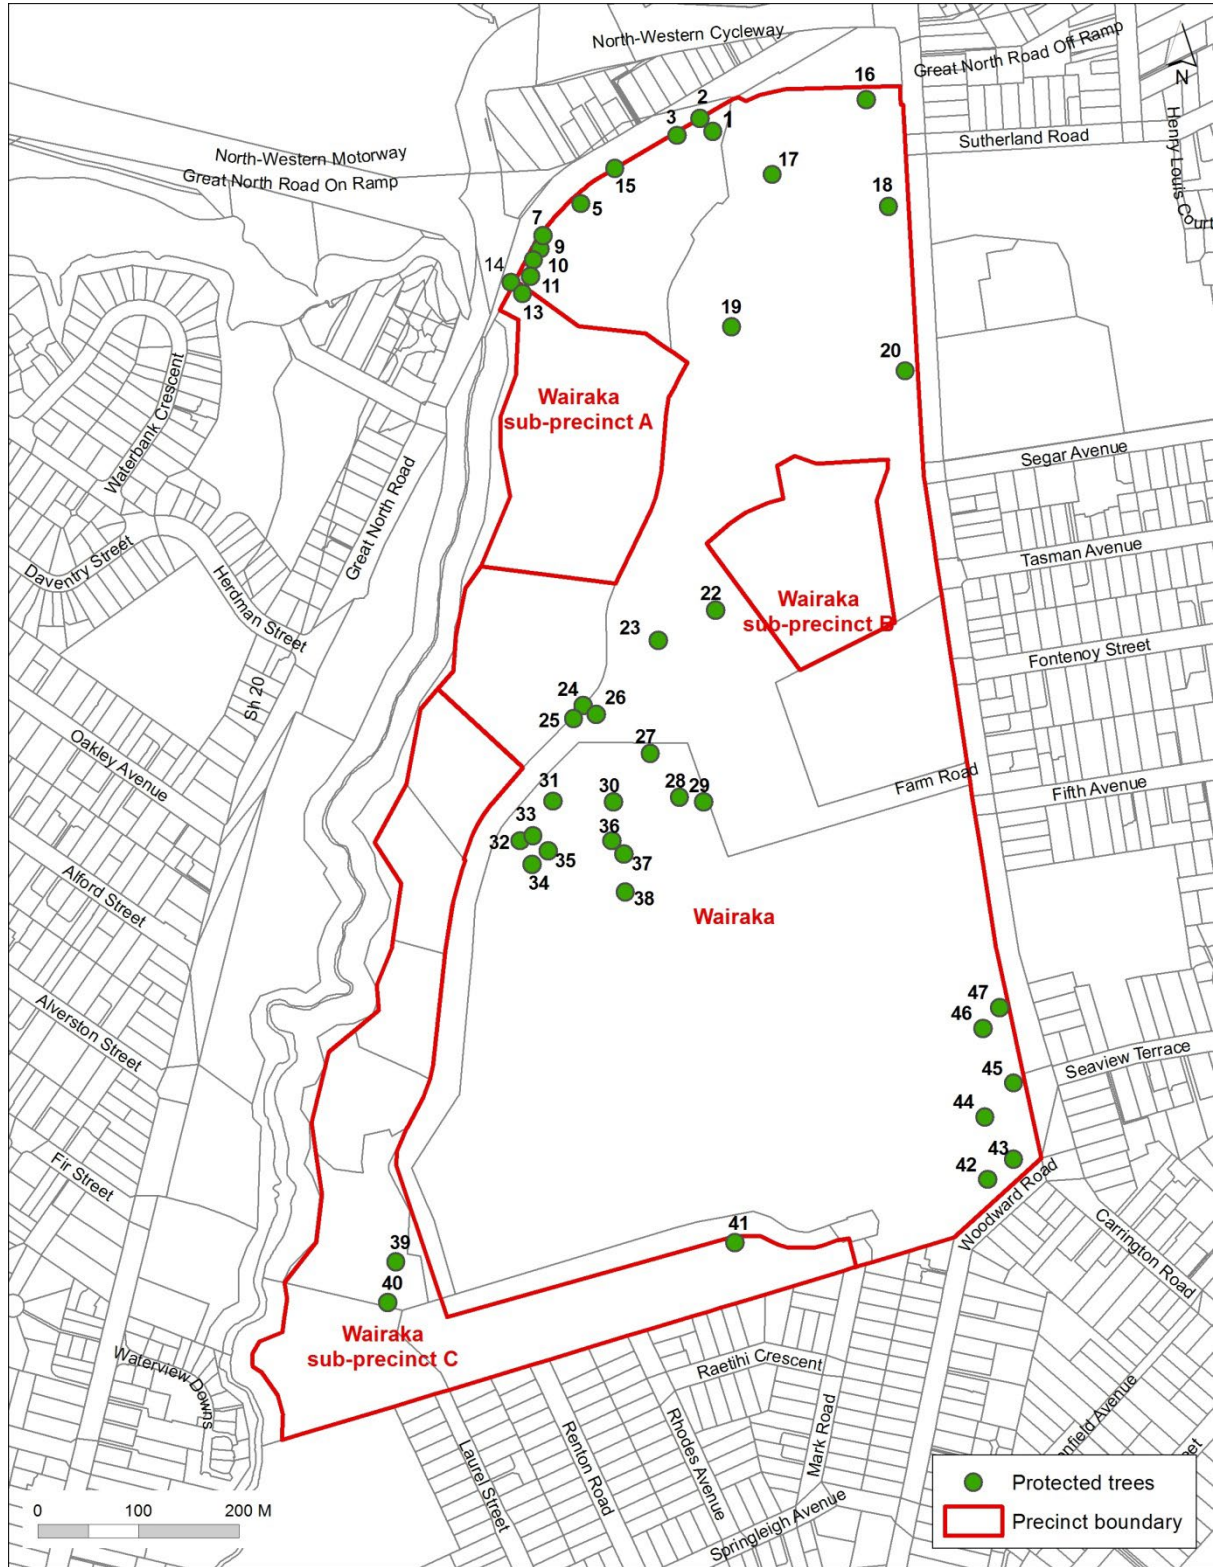 North-Western Cycleway
Great North Road Off Ramp
N
16
2
3
1
Sutherland Road
Henry Louis Court
North-Western Motorway
Great North Road On Ramp
17
15
5
18
7
9
10
14
11
13
19
20
Waterbank Crescent
Wairaka
sub-precinct A
Segar Avenue
Great North Road
Tasman Avenue
Daventry Street
Herdman Street
22
Wairaka
sub-precinct B
23
Fontenoy Street
Sh 20
24
26
25
Oakley Avenue
27
Farm Road
Fifth Avenue
31
30
28
29
33
32
36
35
37
34
38
Alford Street
Wairaka
47
46
Alverston Street
Seaview Terrace
45
44
Fir Street
43
42
Woodward Road
Carrington Road
41
39
40
Wairaka
sub-precinct C
Waterview Downs
Raetihi Crescent
Mark Road
Rhodes Avenue
Renton Road
Laurel Street
Springleigh Avenue
enfield Avenue
reet
Protected trees
Precinct boundary
0 100 200 M